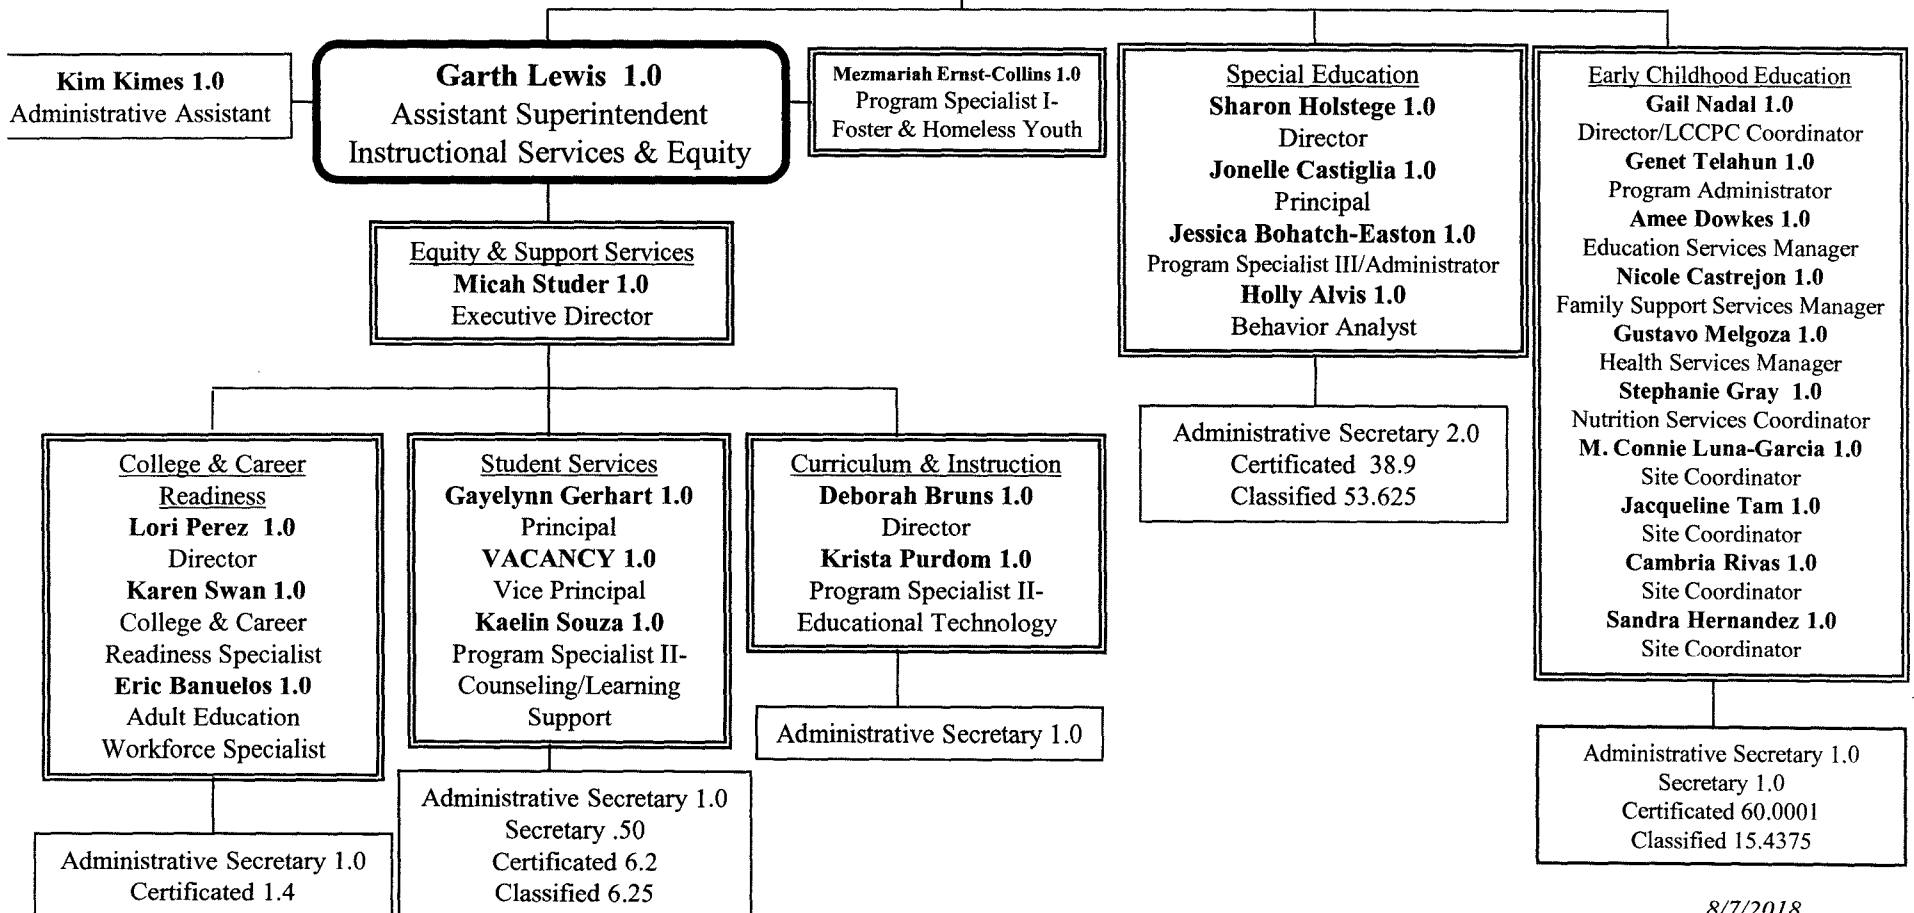 Kim Kimes 1.0
Administrative Assistant
Garth Lewis 1.0
Assistant Superintendent
Instructional Services & Equity
Mezmariah Ernst-Collins 1.0
Program Specialist I-
Foster & Homeless Youth
Special Education
Sharon Holstege 1.0
Director
Jonelle Castiglia 1.0
Principal
Jessica Bohatch-Easton 1.0
Program Specialist III/Administrator
Holly Alvis 1.0
Behavior Analyst
Early Childhood Education
Gail Nadal 1.0
Director/LCCPC Coordinator
Genet Telahun 1.0
Program Administrator
Amee Dowkes 1.0
Education Services Manager
Nicole Castrejon 1.0
Family Support Services Manager
Gustavo Melgoza 1.0
Health Services Manager
Stephanie Gray 1.0
Nutrition Services Coordinator
M. Connie Luna-Garcia 1.0
Site Coordinator
Jacqueline Tam 1.0
Site Coordinator
Cambria Rivas 1.0
Site Coordinator
Sandra Hernandez 1.0
Site Coordinator
Equity & Support Services
Micah Studer 1.0
Executive Director
College & Career
Readiness
Lori Perez 1.0
Director
Karen Swan 1.0
College & Career
Readiness Specialist
Eric Banuelos 1.0
Adult Education
Workforce Specialist
Student Services
Gayelynn Gerhart 1.0
Principal
VACANCY 1.0
Vice Principal
Kaelin Souza 1.0
Program Specialist II-
Counseling/Learning
Support
Curriculum & Instruction
Deborah Bruns 1.0
Director
Krista Purdom 1.0
Program Specialist II-
Educational Technology
Administrative Secretary 2.0
Certificated 38.9
Classified 53.625
Administrative Secretary 1.0
Certificated 1.4
Administrative Secretary 1.0
Secretary .50
Certificated 6.2
Classified 6.25
Administrative Secretary 1.0
Administrative Secretary 1.0
Secretary 1.0
Certificated 60.0001
Classified 15.4375
8/7/2018